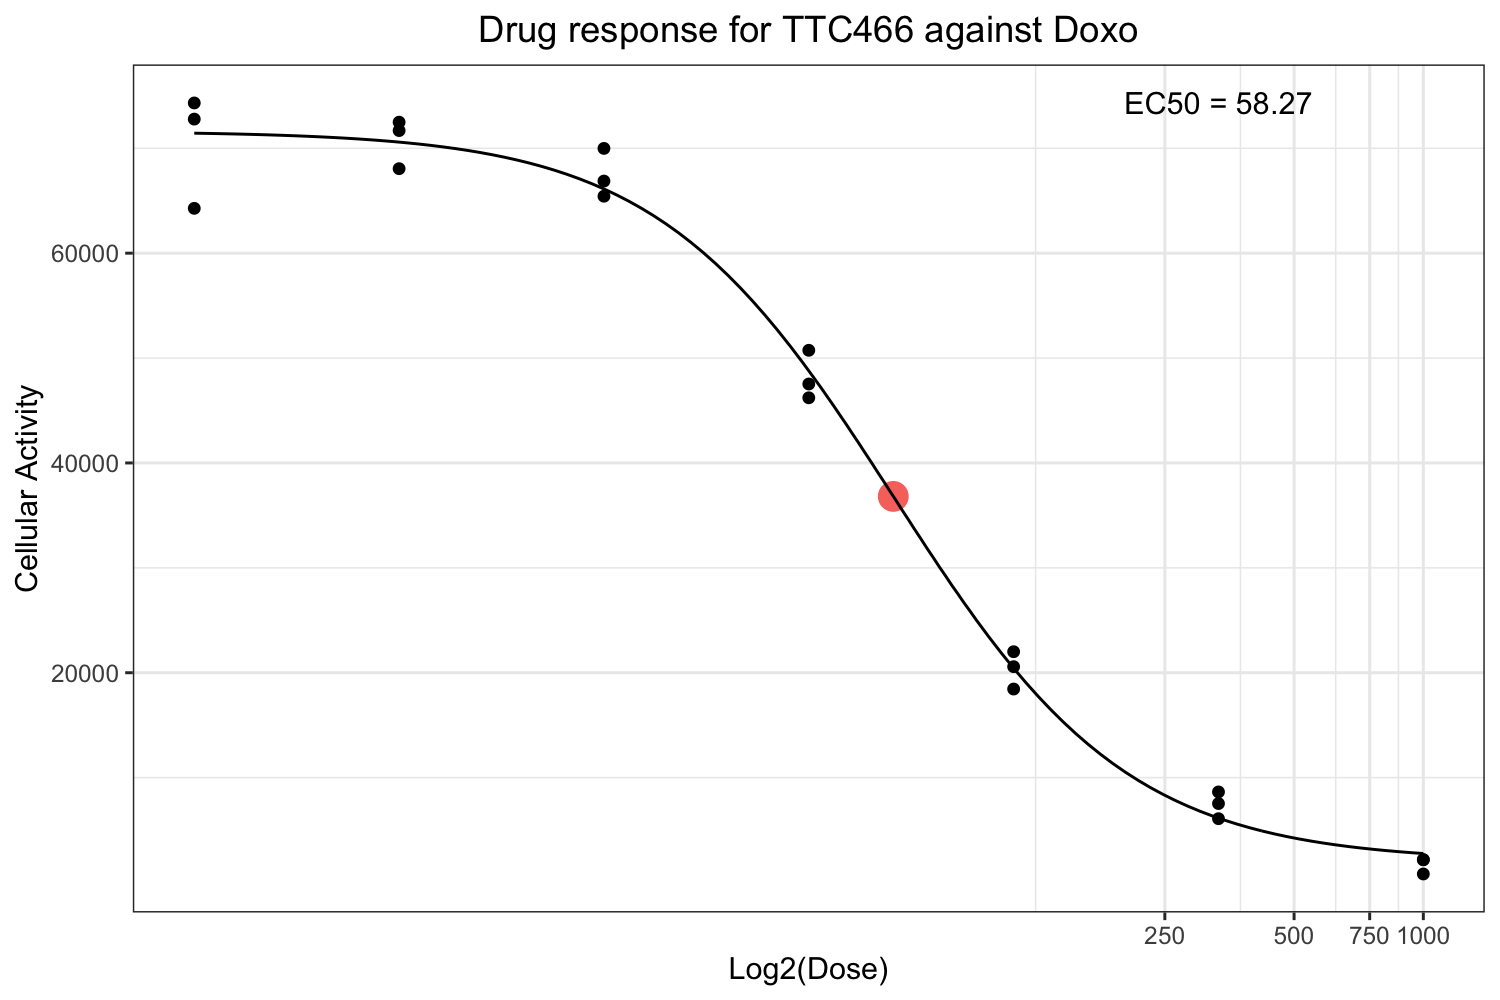 Drug response for TTC466 against Doxo
EC50 = 58.27
60000
40000
20000
Cellular Activity
250 500 750 1000
Log2(Dose)